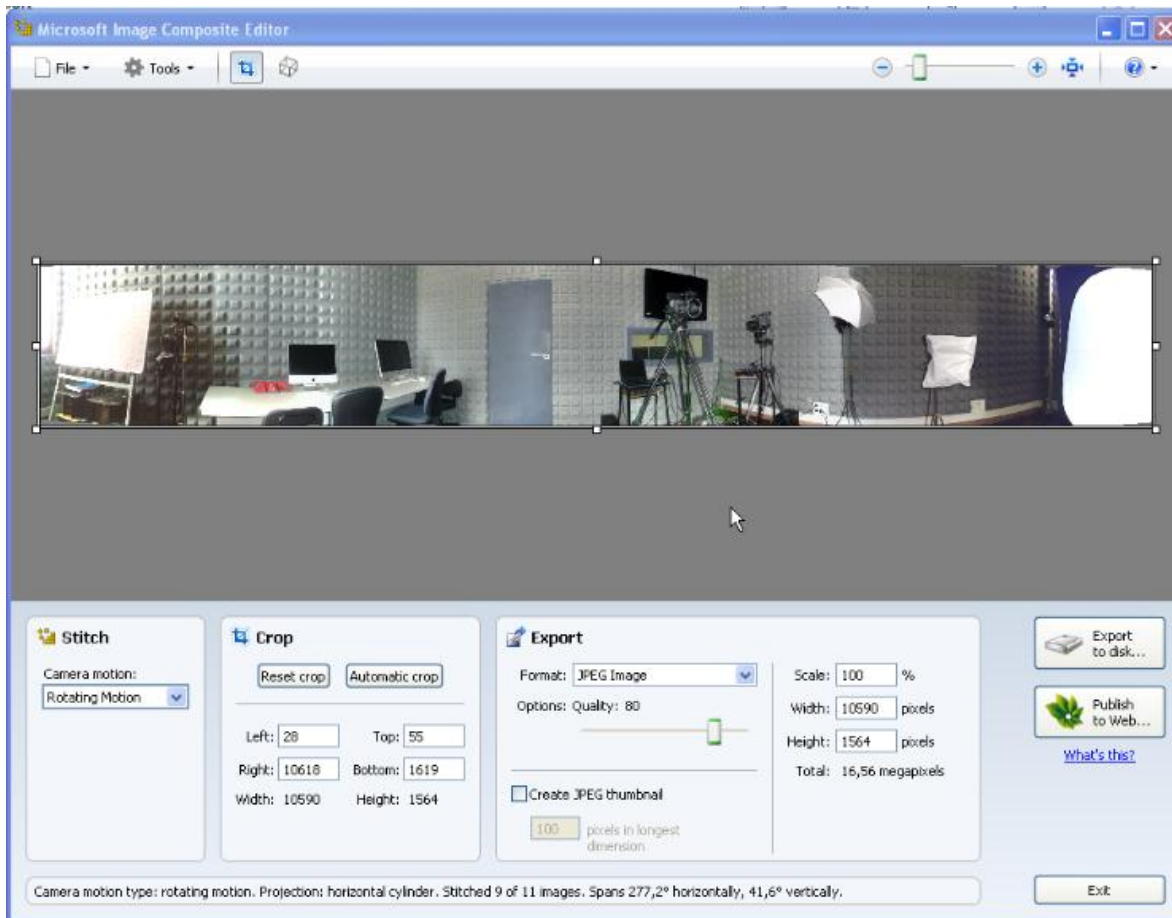 Microsoft Image Composite Editor
File Tools
Stitch
Camera motion:
Rotating Motion
Crop
Reset crop Automatic crop
Left: 28 Top: 55
Right: 10618 Bottom: 1619
Width: 10590 Height: 1564
Export
Format: JPEG Image
Options: Quality: 80
Create JPEG thumbnail
100 pixels in longest
dimension
Scale: 100 %
Width: 10590 pixels
Height: 1564 pixels
Total: 16,56 megapixels
Export
to disk...
Publish
to Web...
What's this?
Camera motion type: rotating motion. Projection: horizontal cylinder. Stitched 9 of 11 images. Spans 277,2° horizontally, 41,6° vertically.
Exit